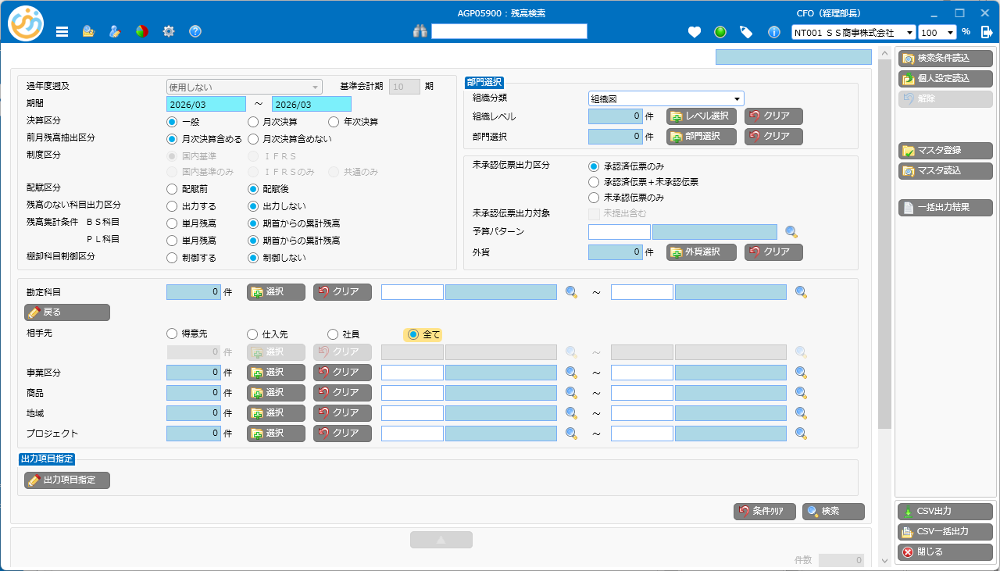 AGP05900：残高検索
CFO（経理部長）
NT001 ＳＳ商事株式会社 100 %
検索条件読込
個人設定読込
解除
マスタ登録
マスタ読込
一括出力結果
過年度遡及 使用しない 基準会計期 10 期
期間 2026/03 ～ 2026/03
決算区分 一般 月次決算 年次決算
前月残高抽出区分 月次決算含める 月次決算含めない
制度区分 国内基準 ＩＦＲＳ
国内基準のみ ＩＦＲＳのみ 共通のみ
配賦区分 配賦前 配賦後
残高のない科目出力区分 出力する 出力しない
残高集計条件 ＢＳ科目 単月残高 期首からの累計残高
ＰＬ科目 単月残高 期首からの累計残高
棚卸科目制御区分 制御する 制御しない
部門選択
組織分類 組織図
組織レベル 0 件 レベル選択 クリア
部門選択 0 件 部門選択 クリア
未承認伝票出力区分 承認済伝票のみ
承認済伝票＋未承認伝票
未承認伝票のみ
未承認伝票出力対象 未提出含む
予算パターン
外貨 0 件 外貨選択 クリア
勘定科目 0 件 選択 クリア ～
戻る
相手先 得意先 仕入先 社員 全て
0 件 選択 クリア ～
事業区分 0 件 選択 クリア ～
商品 0 件 選択 クリア ～
地域 0 件 選択 クリア ～
プロジェクト 0 件 選択 クリア ～
出力項目指定
出力項目指定
条件ｸﾘｱ 検索
件数 0
CSV出力
CSV一括出力
閉じる